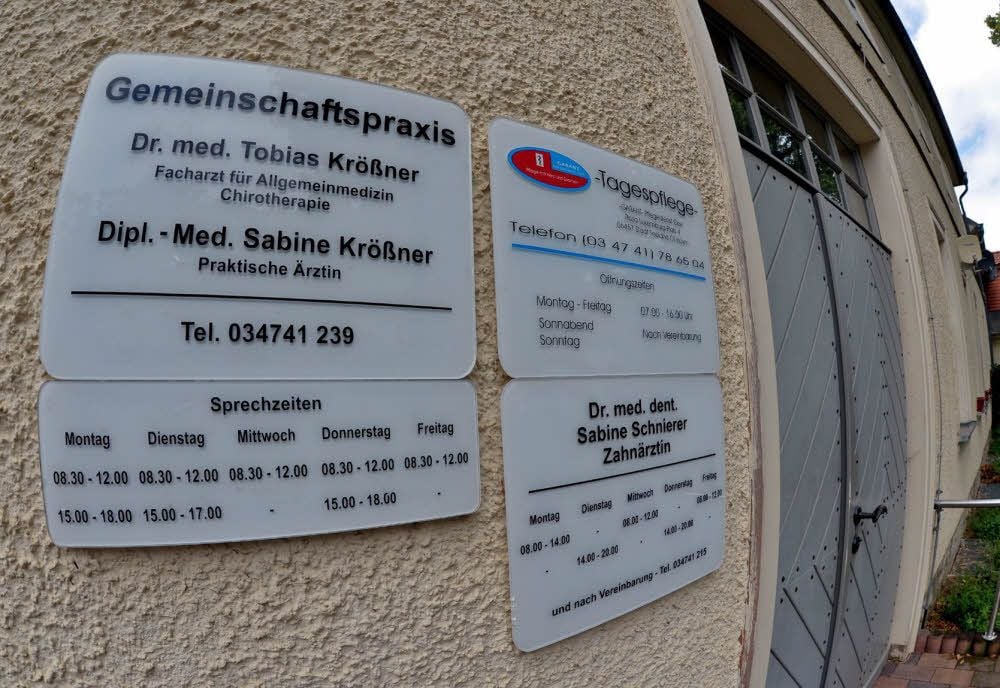 Gemeinschaftspraxis
Dr. med. Tobias Krößner
Facharzt für Allgemeinmedizin
Chirotherapie
Dipl.-Med. Sabine Krößner
Praktische Ärztin
Tel. 034741 239
Sprechzeiten
Montag Dienstag Mittwoch Donnerstag Freitag
08.30 - 12.00 08.30 - 12.00 08.30 - 12.00 08.30 - 12.00 08.30 - 12.00
15.00 - 18.00 15.00 - 17.00 - 15.00 - 18.00 -
-Tagespflege-
Telefon (03 47 41) 78 65 04
Öffnungszeiten
Montag - Freitag 07.00 - 16.00 Uhr
Sonnabend
Sonntag
Nach Vereinbarung
Dr. med. dent.
Sabine Schnierer
Zahnärztin
Montag Dienstag Mittwoch Donnerstag Freitag
08.00 - 14.00 - 08.00 - 12.00 - 08.00 - 12.00
- 14.00 - 20.00 - 14.00 - 20.00 -
und nach Vereinbarung - Tel. 034741 215